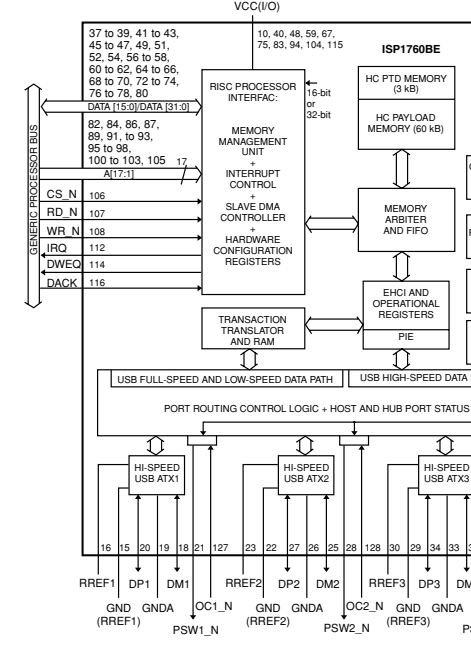 VCC(I/O)
37 to 39, 41 to 43,
45 to 47, 49, 51,
52, 54, 56 to 58,
60 to 62, 64 to 66,
68 to 70, 72 to 74,
76 to 78, 80
10, 40, 48, 59, 67,
75, 83, 94, 104, 115
ISP1760BE
DATA [15:0]/DATA [31:0]
82, 84, 86, 87,
89, 91, to 93,
95 to 98,
100 to 103, 105
17
A[17:1]
GENERIC PROCESSOR BUS
CS_N 106
RD_N 107
WR_N 108
IRQ 112
DWEQ 114
DACK 116
RISC PROCESSOR
INTERFAC:
MEMORY
MANAGEMENT
UNIT
+
INTERRUPT
CONTROL
+
SLAVE DMA
CONTROLLER
+
HARDWARE
CONFIGURATION
REGISTERS
16-bit
or
32-bit
HC PTD MEMORY
(3 kB)
HC PAYLOAD
MEMORY (60 kB)
MEMORY
ARBITER
AND FIFO
EHCI AND
OPERATIONAL
REGISTERS
PIE
TRANSACTION
TRANSLATOR
AND RAM
USB FULL-SPEED AND LOW-SPEED DATA PATH
USB HIGH-SPEED DATA
PORT ROUTING CONTROL LOGIC + HOST AND HUB PORT STATUS
HI-SPEED
USB ATX1
HI-SPEED
USB ATX2
HI-SPEED
USB ATX3
16 15 20 19 18 21 127 23 22 27 26 25 28 128 30 29 34 33
RREF1 DP1 DM1 RREF2 DP2 DM2 RREF3 DP3 DM
GND
(RREF1)
GNDA
OC1_N
GND
(RREF2)
GNDA
OC2_N
GND
(RREF3)
GNDA
PSW1_N
PSW2_N